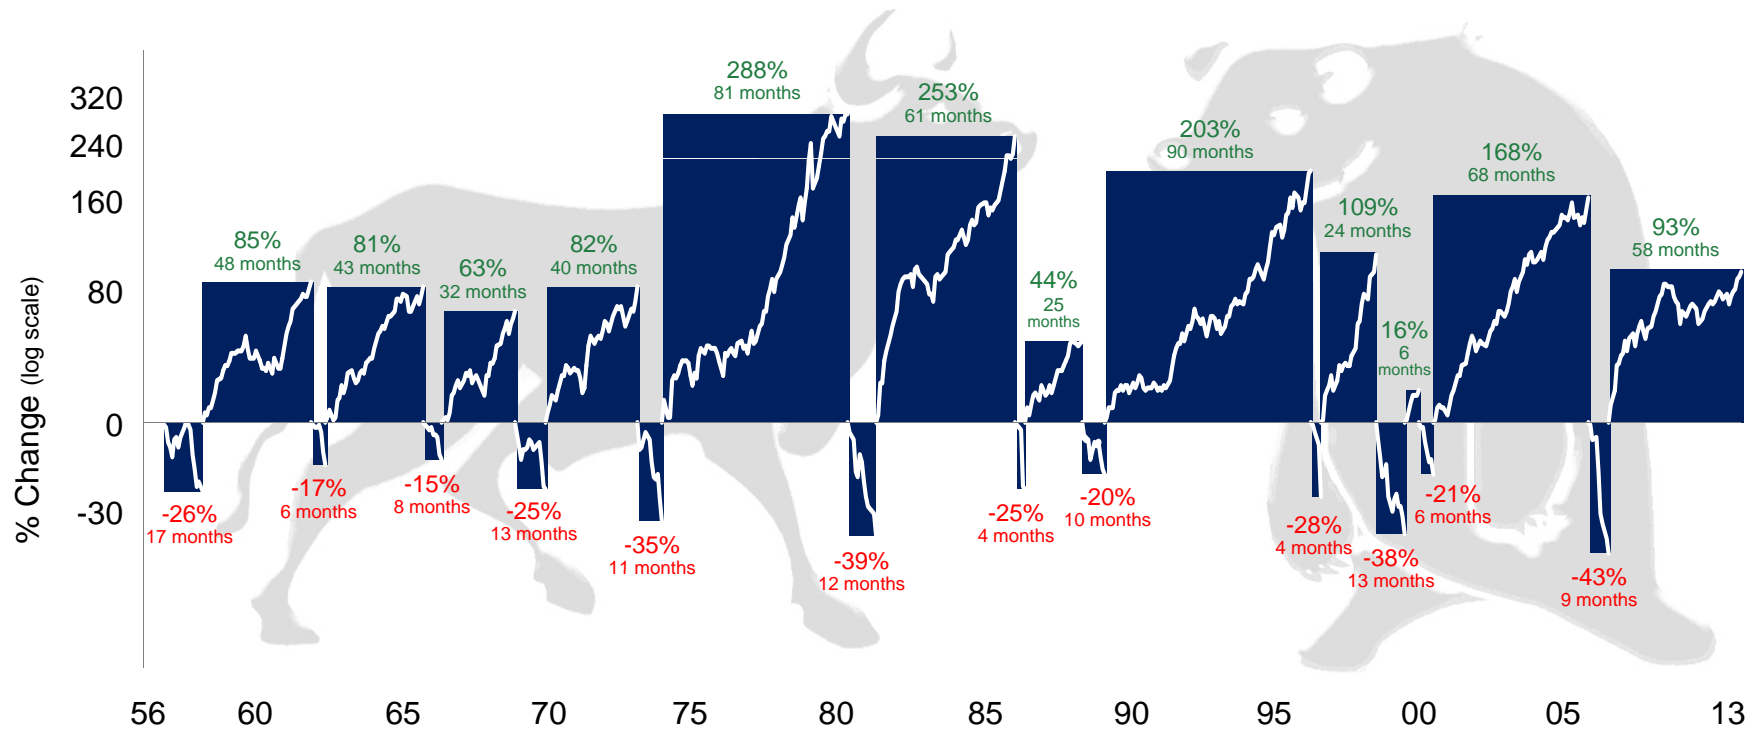 288%
81 months
253%
61 months
320
240
203%
90 months
168%
68 months
160
109%
24 months
93%
58 months
85%
48 months
81%
43 months
63%
32 months
82%
40 months
44%
25
months
16%
6
months
80
0
-30
% Change (log scale)
-26%
17 months
-17%
6 months
-15%
8 months
-25%
13 months
-35%
11 months
-39%
12 months
-25%
4 months
-20%
10 months
-28%
4 months
-38%
13 months
-21%
6 months
-43%
9 months
56 60 65 70 75 80 85 90 95 00 05 13